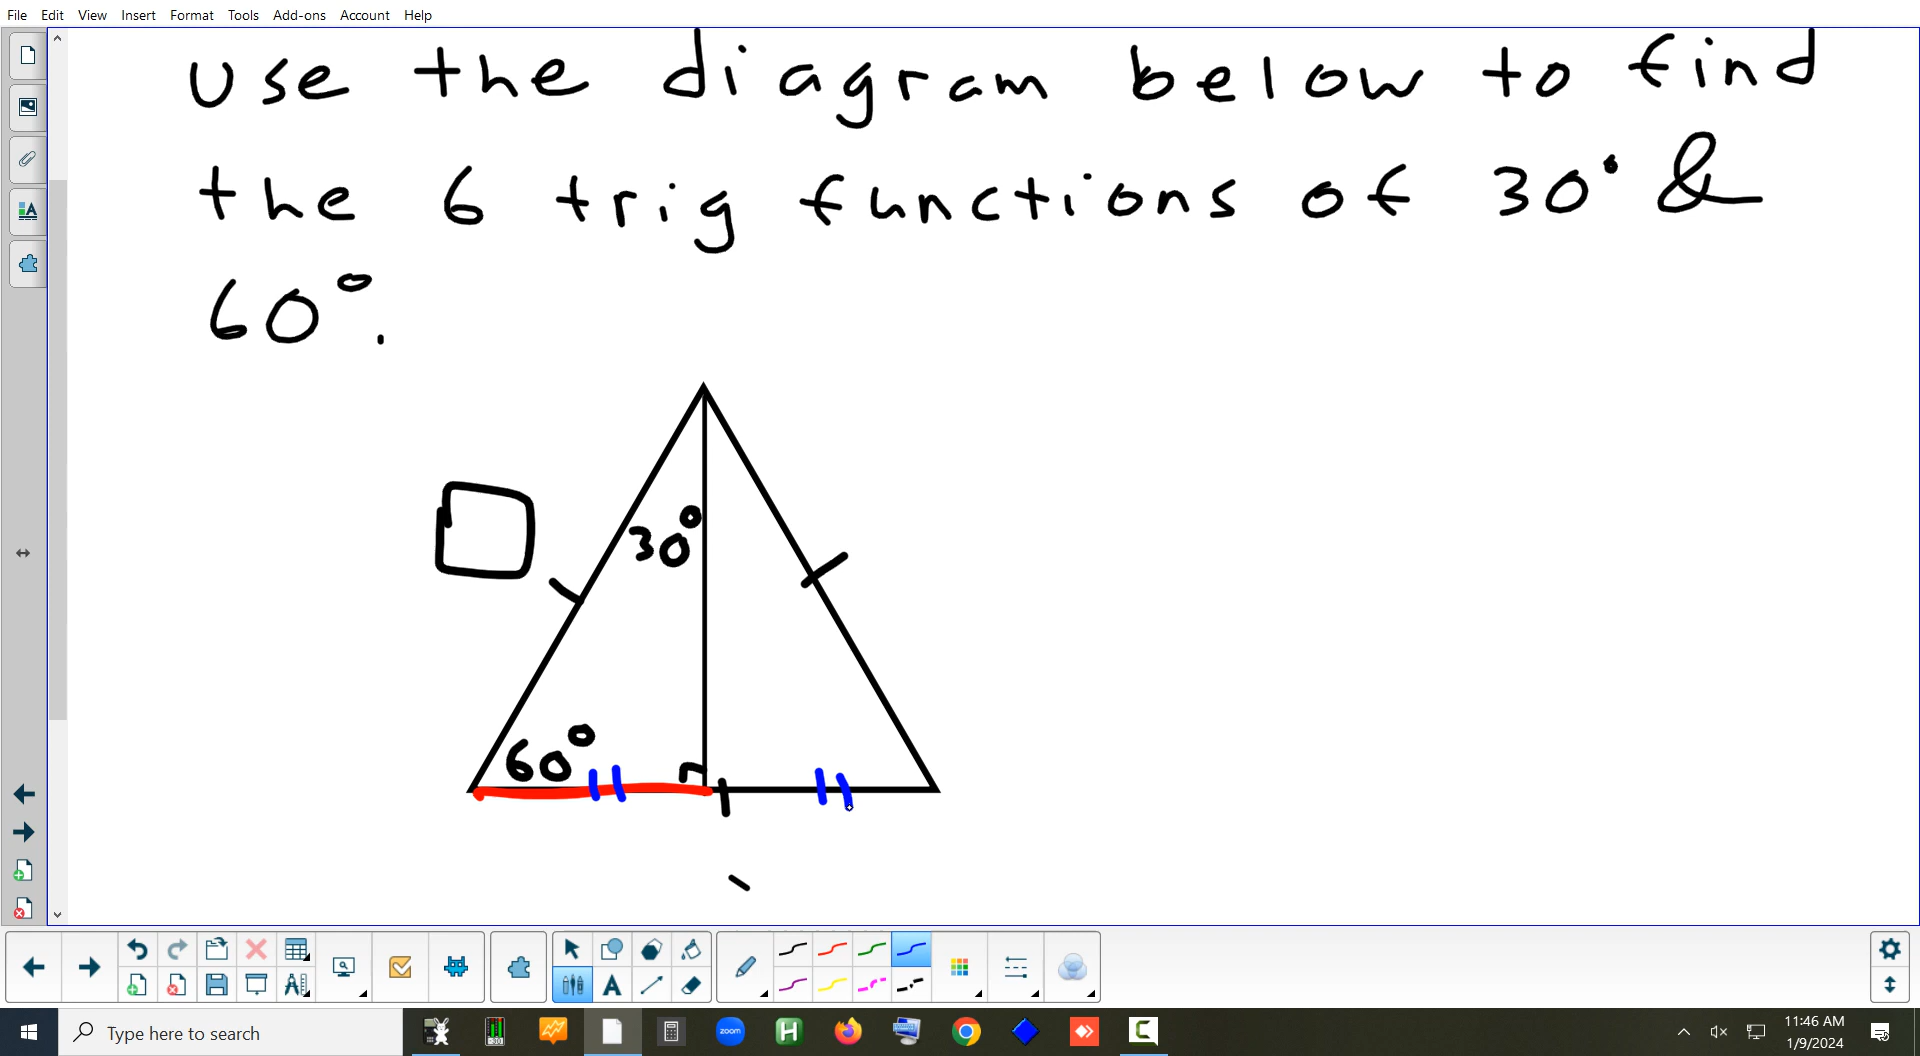 File Edit View Insert Format Tools Add-ons Account Help
use the diagram below to find
the 6 trig functions of 30° &
60°.
30°
60°
Type here to search
zoom
H
11:46 AM
1/9/2024